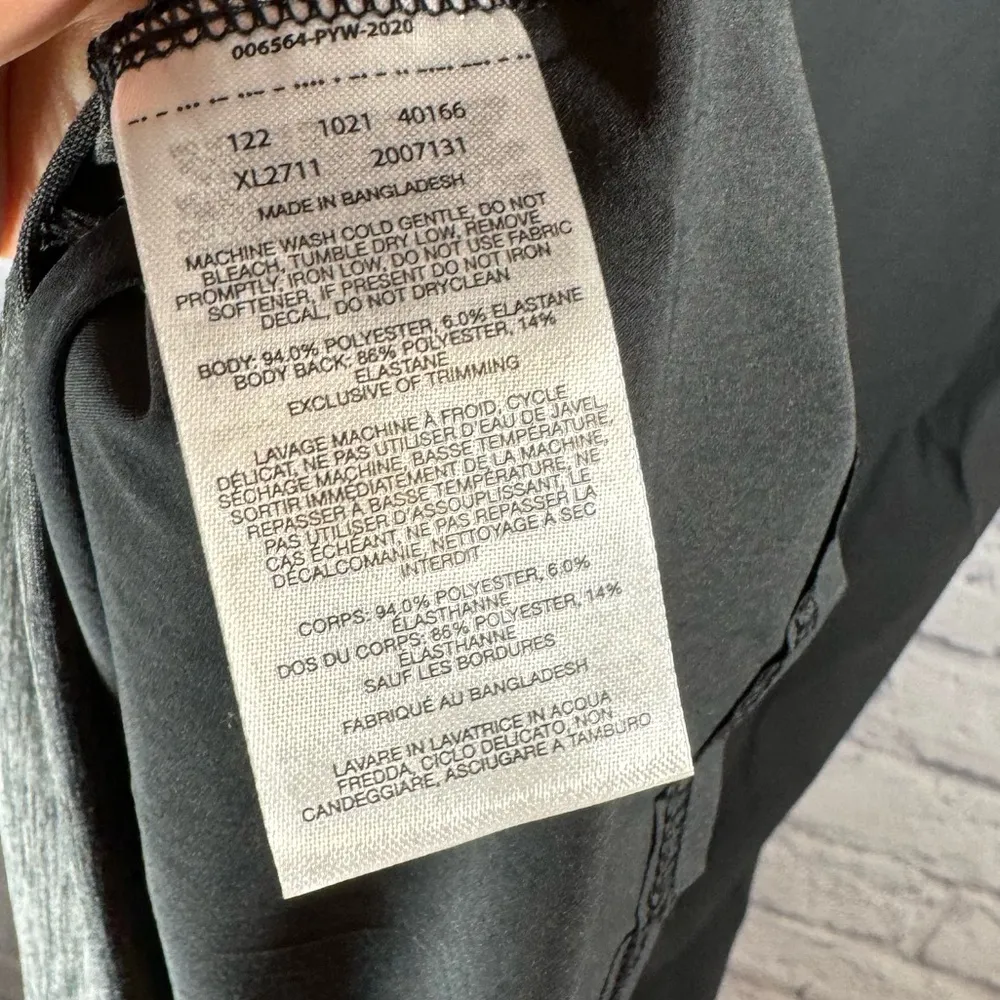 006564-PYW-2020
122 1021 40166
XL2711 2007131
MADE IN BANGLADESH
MACHINE WASH COLD GENTLE, DO NOT
BLEACH, TUMBLE DRY LOW, REMOVE
PROMPTLY, IRON LOW, DO NOT USE FABRIC
SOFTENER, IF PRESENT DO NOT IRON
DECAL, DO NOT DRYCLEAN
BODY: 94.0% POLYESTER, 6.0% ELASTANE
BODY BACK: 86% POLYESTER, 14%
ELASTANE
EXCLUSIVE OF TRIMMING
LAVAGE MACHINE À FROID, CYCLE
DÉLICAT, NE PAS UTILISER D'EAU DE JAVEL,
SÉCHAGE MACHINE, BASSE TEMPÉRATURE,
SORTIR IMMÉDIATEMENT DE LA MACHINE,
REPASSER À BASSE TEMPÉRATURE, NE
PAS UTILISER D'ASSOUPLISSANT, LE
CAS ÉCHÉANT, NE PAS REPASSER LA
DÉCALCOMANIE, NETTOYAGE À SEC
INTERDIT
CORPS: 94.0% POLYESTER, 6.0%
ÉLASTHANNE
DOS DU CORPS: 86% POLYESTER, 14%
ÉLASTHANNE
SAUF LES BORDURES
FABRIQUÉ AU BANGLADESH
LAVARE IN LAVATRICE IN ACQUA
FREDDA, CICLO DELICATO, NON
CANDEGGIARE, ASCIUGARE A TAMBURO